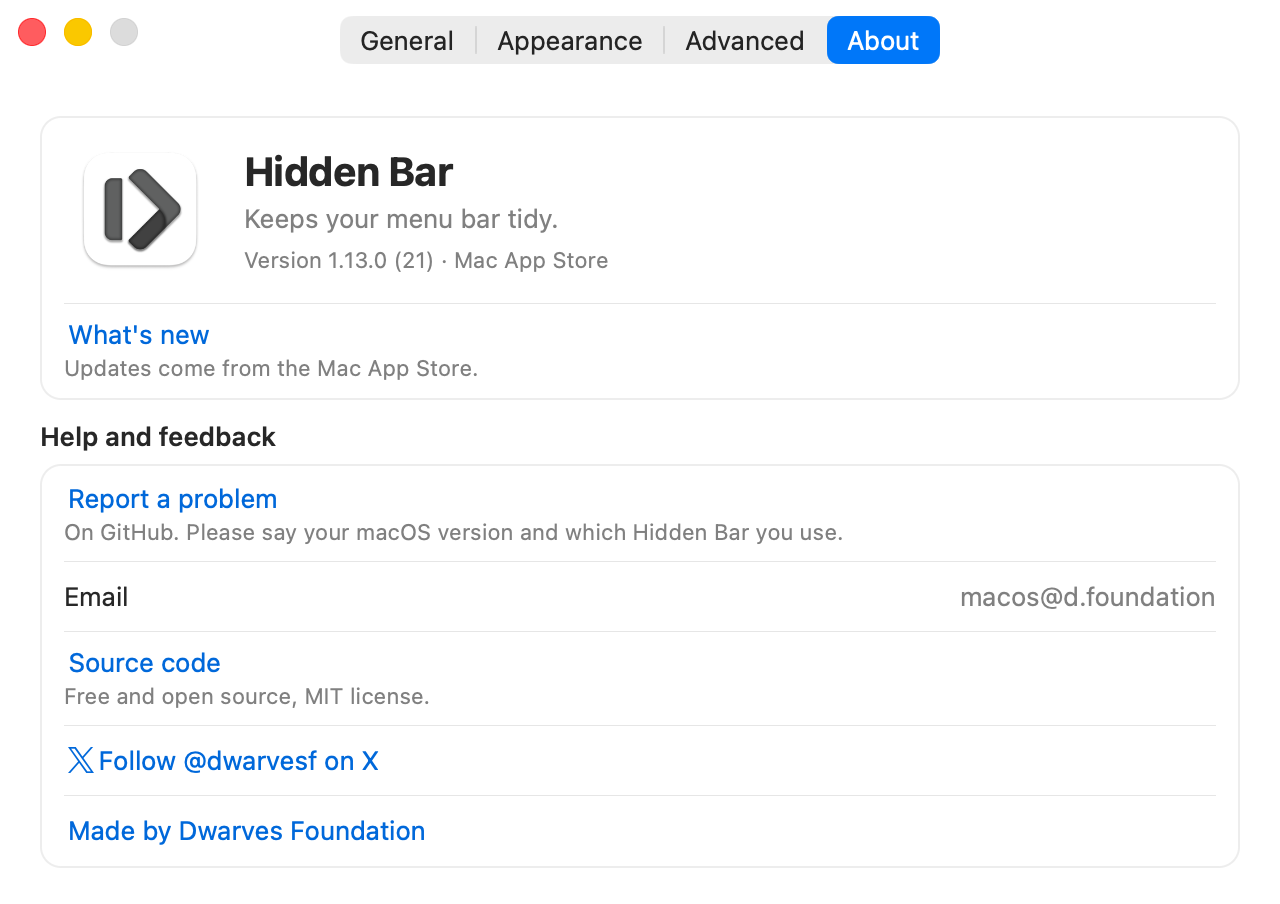 General Appearance Advanced About
Hidden Bar
Keeps your menu bar tidy.
Version 1.13.0 (21) · Mac App Store
What's new
Updates come from the Mac App Store.
Help and feedback
Report a problem
On GitHub. Please say your macOS version and which Hidden Bar you use.
Email macos@d.foundation
Source code
Free and open source, MIT license.
𝕏 Follow @dwarvesf on X
Made by Dwarves Foundation